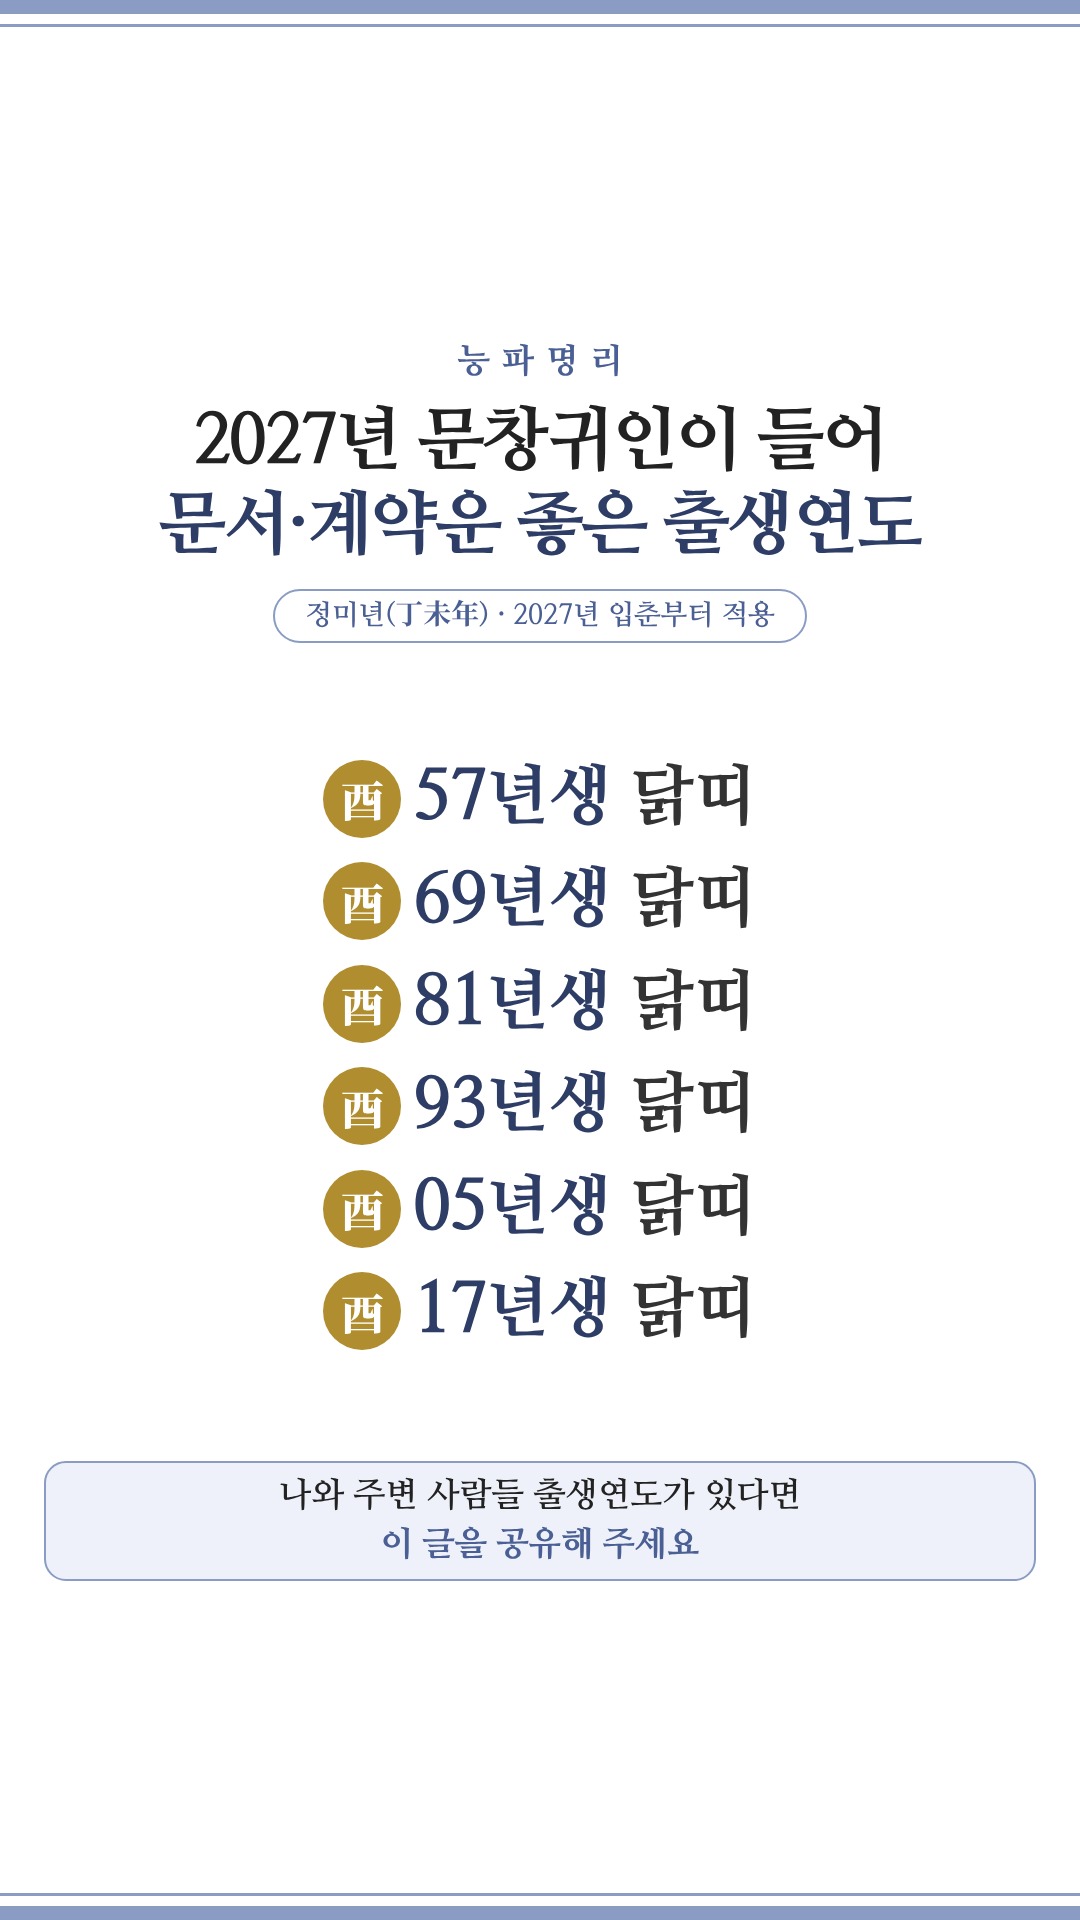 능파명리
2027년 문창귀인이 들어
문서·계약운 좋은 출생연도
정미년(丁未年) · 2027년 입춘부터 적용
酉 57년생 닭띠
酉 69년생 닭띠
酉 81년생 닭띠
酉 93년생 닭띠
酉 05년생 닭띠
酉 17년생 닭띠
나와 주변 사람들 출생연도가 있다면
이 글을 공유해 주세요